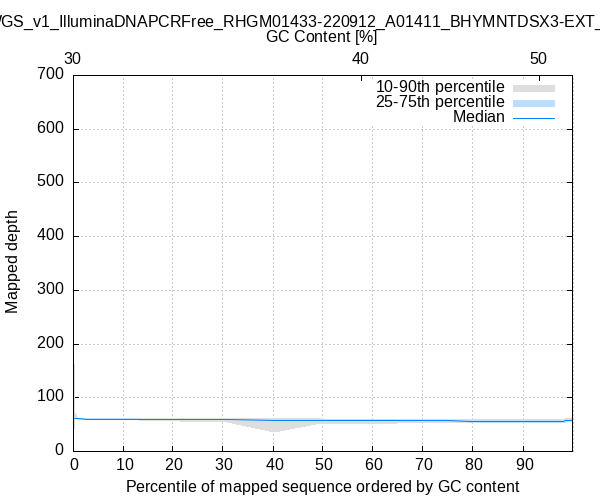 WGS_v1_IlluminaDNAPCRFree_RHGM01433-220912_A01411_BHYMNTDSX3-EXT_
GC Content [%]
30 40 50
10-90th percentile
25-75th percentile
Median
700
600
500
400
300
200
100
0
Mapped depth
0 10 20 30 40 50 60 70 80 90
Percentile of mapped sequence ordered by GC content